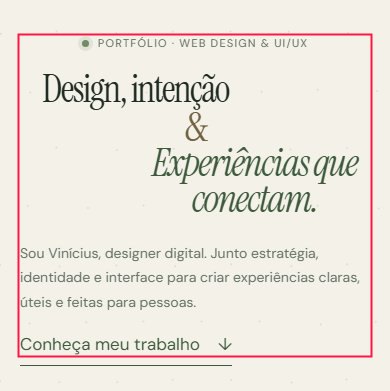 PORTFÓLIO · WEB DESIGN & UI/UX
Design, intenção
&
Experiências que
conectam.
Sou Vinícius, designer digital. Junto estratégia,
identidade e interface para criar experiências claras,
úteis e feitas para pessoas.
Conheça meu trabalho ↓